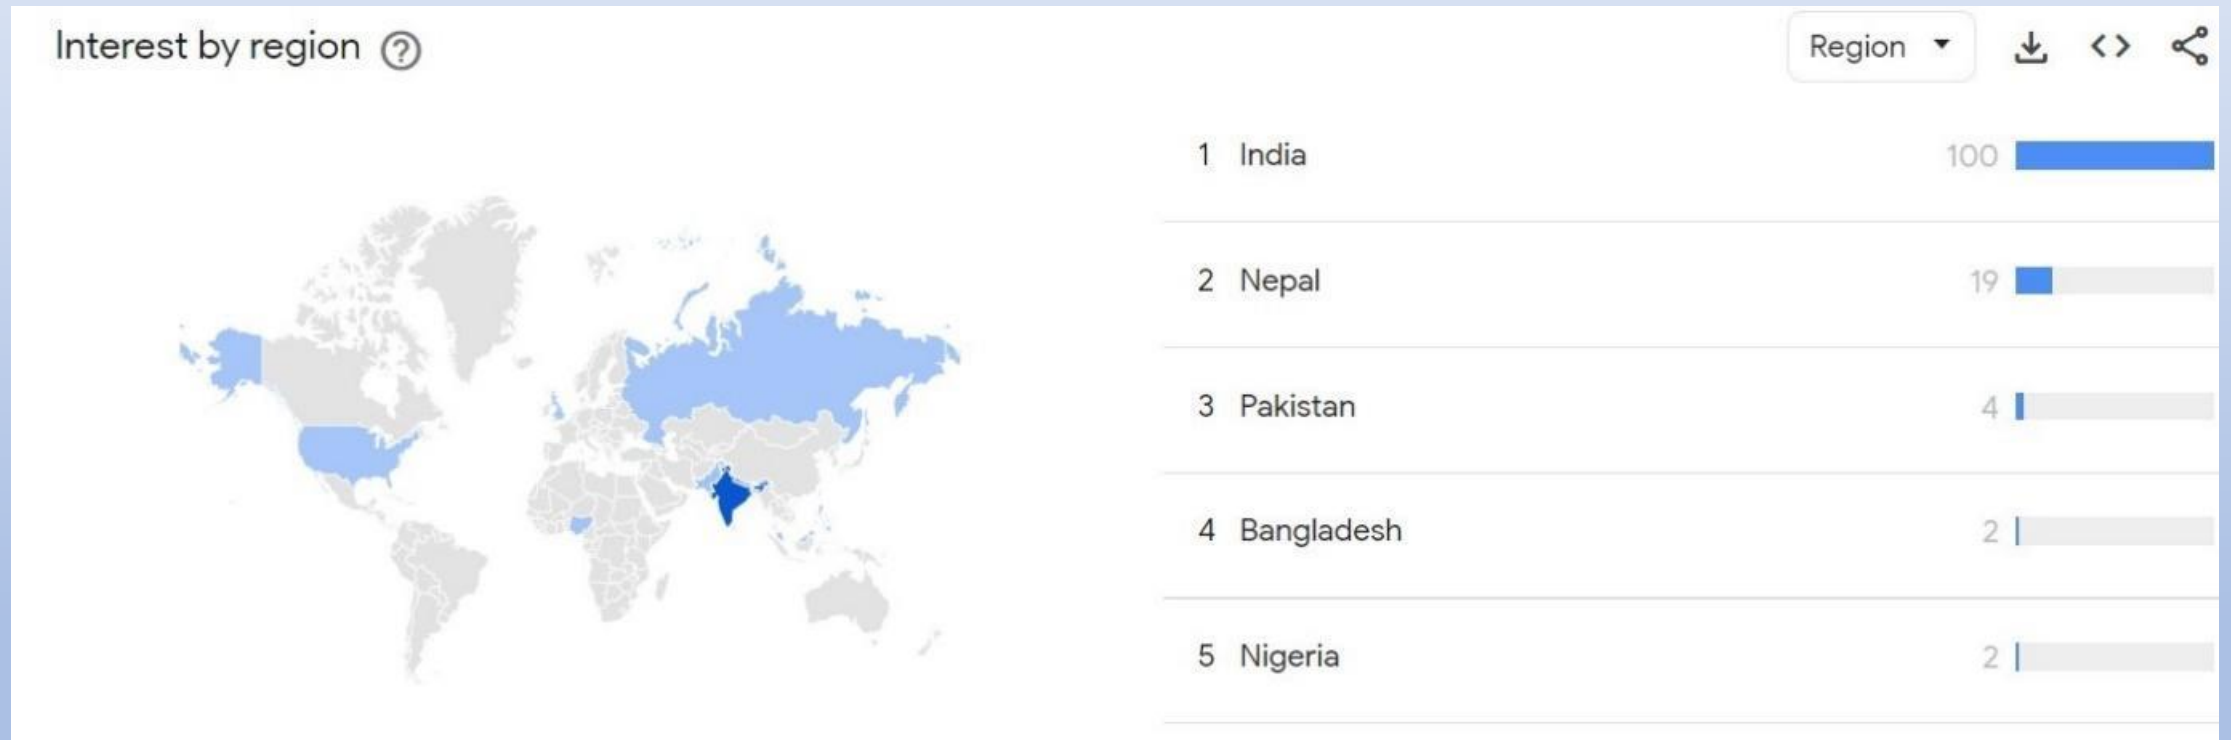 Interest by region
Region
1 India 100
2 Nepal 19
3 Pakistan 4
4 Bangladesh 2
5 Nigeria 2